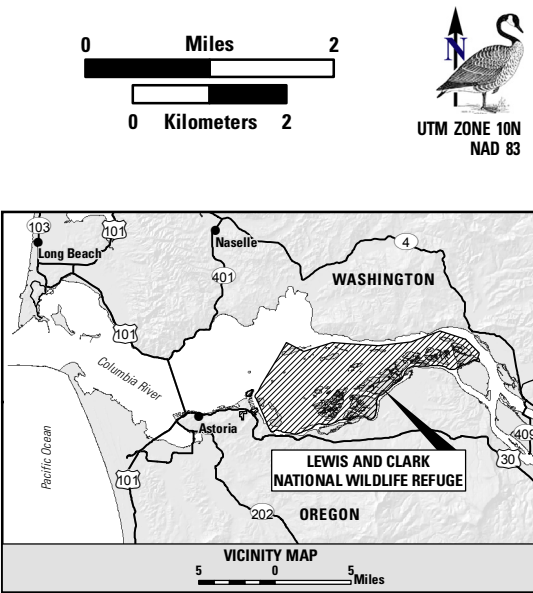 0 Miles 2
0 Kilometers 2
N
UTM ZONE 10N
NAD 83
103
101
Long Beach
Naselle
4
401
WASHINGTON
101
Columbia River
Pacific Ocean
Astoria
LEWIS AND CLARK
NATIONAL WILDLIFE REFUGE
409
30
101
202
OREGON
VICINITY MAP
5 0 5
Miles